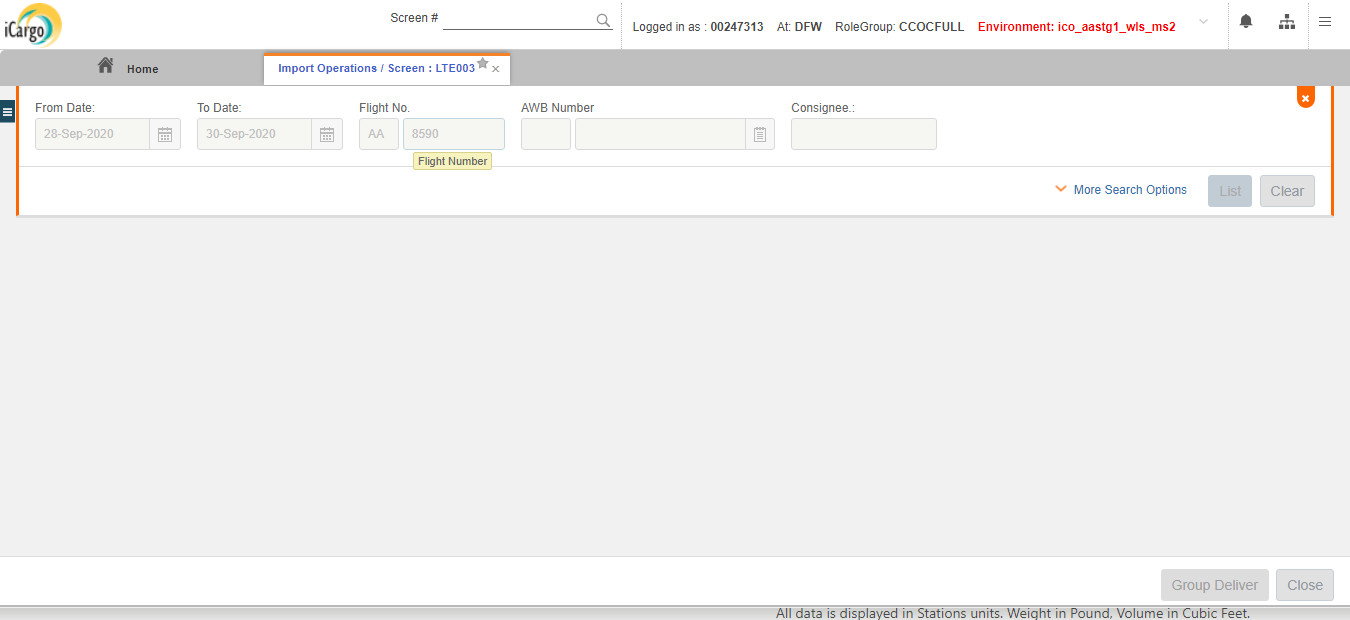 iCargo
Screen #
Logged in as : 00247313 At: DFW RoleGroup: CCOCFULL Environment: ico_aastg1_wls_ms2
Home
Import Operations / Screen : LTE003
From Date: To Date: Flight No. AWB Number Consignee.:
28-Sep-2020 30-Sep-2020 AA 8590
Flight Number
More Search Options List Clear
Group Deliver Close
All data is displayed in Stations units. Weight in Pound, Volume in Cubic Feet.